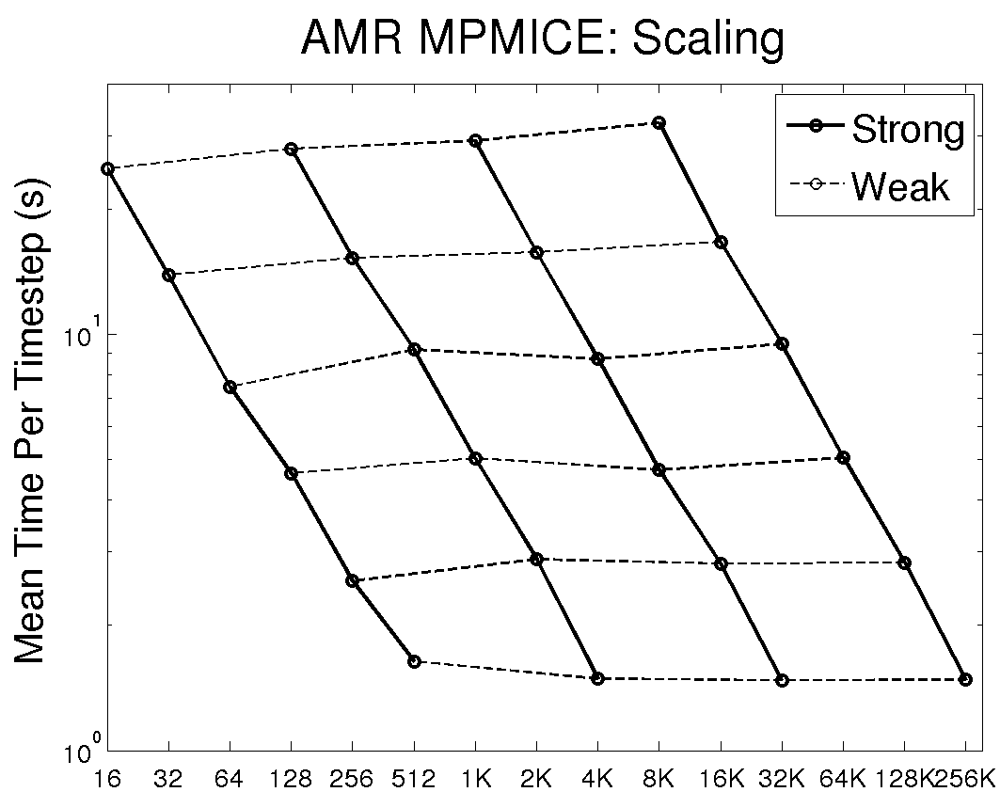 AMR MPMICE: Scaling
Strong
Weak
Mean Time Per Timestep (s)
10^1
10^0
16 32 64 128 256 512 1K 2K 4K 8K 16K 32K 64K 128K 256K